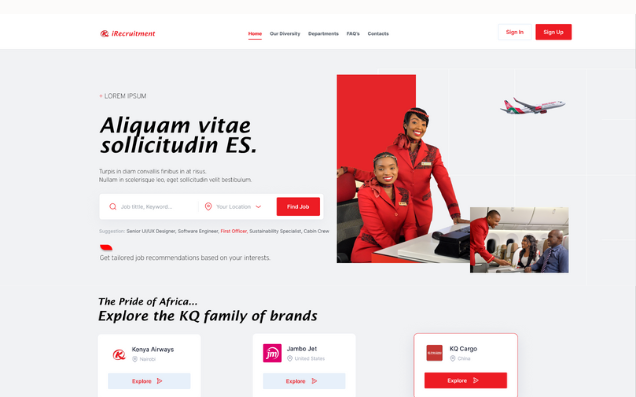 iRecruitment
Home Our Diversity Departments FAQ's Contacts
Sign In Sign Up
LOREM IPSUM
Aliquam vitae
sollicitudin ES.
Turpis in diam convallis finibus in at risus.
Nullam in scelerisque leo, eget sollicitudin velit bestibulum.
Job title, Keyword... Your Location Find Job
Suggestion: Senior UI/UX Designer, Software Engineer, First Officer, Sustainability Specialist, Cabin Crew
Get tailored job recommendations based on your interests.
The Pride of Africa...
Explore the KQ family of brands
Kenya Airways
Nairobi
Explore
jm
Jambo Jet
United States
Explore
KQ Cargo
China
Explore